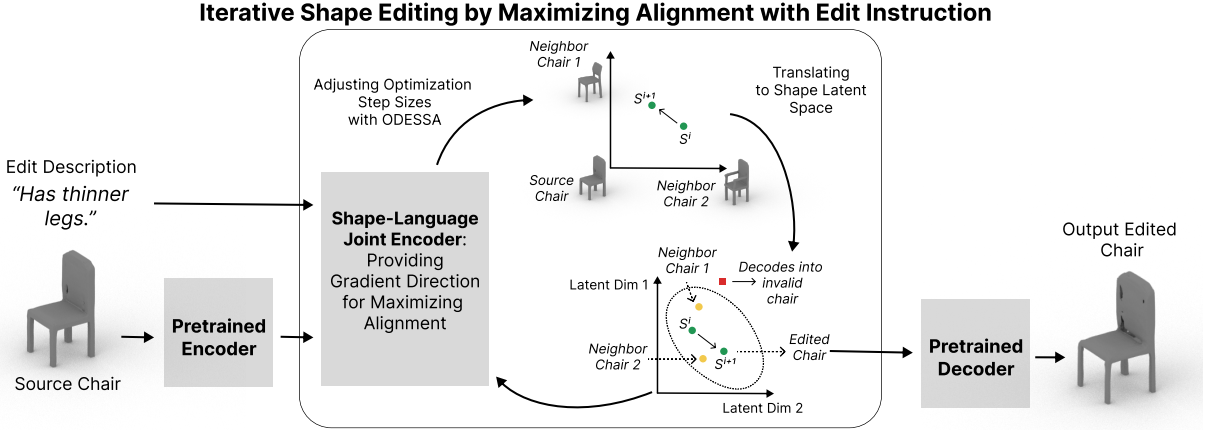 Iterative Shape Editing by Maximizing Alignment with Edit Instruction
Edit Description
“Has thinner
legs.”
Source Chair
Pretrained
Encoder
Shape-Language
Joint Encoder:
Providing
Gradient Direction
for Maximizing
Alignment
Adjusting Optimization
Step Sizes
with ODESSA
Neighbor
Chair 1
S^{i+1}
S^i
Source
Chair
Neighbor
Chair 2
Translating
to Shape Latent
Space
Neighbor
Chair 1
Latent Dim 1
Decodes into
invalid
chair
S^i
S^{i+1}
Neighbor
Chair 2
Edited
Chair
Latent Dim 2
Pretrained
Decoder
Output Edited
Chair